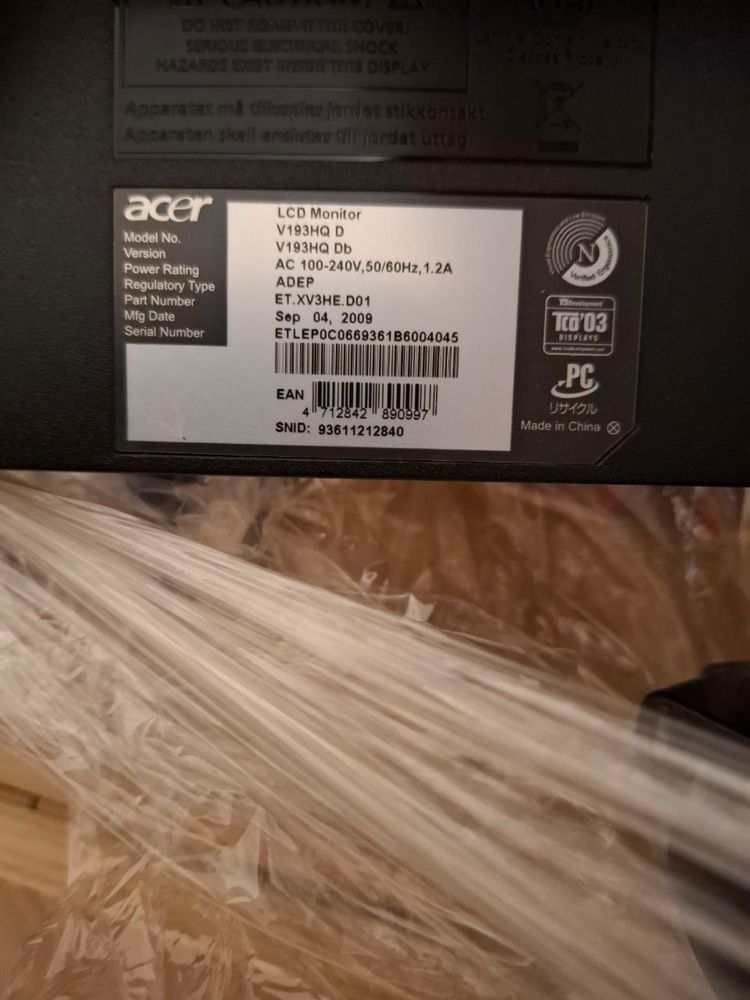 DO NOT REMOVE THE COVER!
SERIOUS ELECTRICAL SHOCK
HAZARDS EXIST INSIDE THIS DISPLAY
Apparatet må tilkoples jordet stikkontakt.
Apparaten skall anslutas till jordat uttag
acer
LCD Monitor
Model No. V193HQ D
Version V193HQ Db
Power Rating AC 100-240V,50/60Hz,1.2A
Regulatory Type ADEP
Part Number ET.XV3HE.D01
Mfg Date Sep 04, 2009
Serial Number ETLEP0C0669361B6004045
EAN
4 712842 890997
SNID: 93611212840
N
Verified Ergonomics
TCO'03
DISPLAYS
PC
リサイクル
Made in China